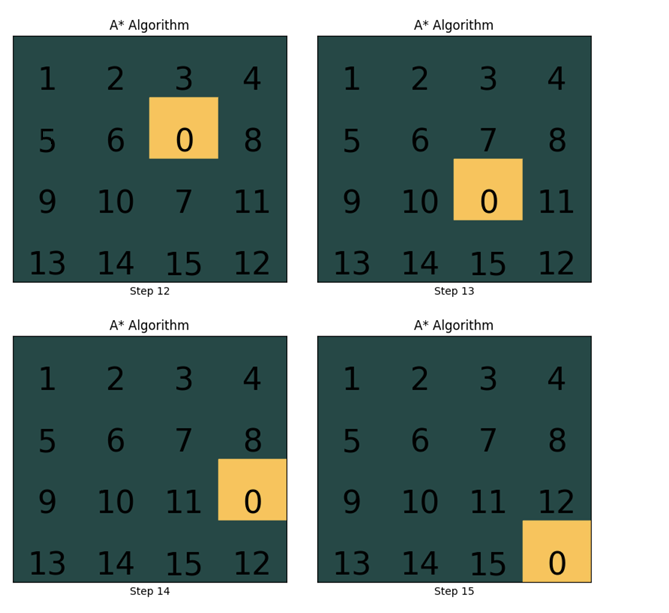 A* Algorithm
1 2 3 4
5 6 0 8
9 10 7 11
13 14 15 12
Step 12
A* Algorithm
1 2 3 4
5 6 7 8
9 10 0 11
13 14 15 12
Step 13
A* Algorithm
1 2 3 4
5 6 7 8
9 10 11 0
13 14 15 12
Step 14
A* Algorithm
1 2 3 4
5 6 7 8
9 10 11 12
13 14 15 0
Step 15